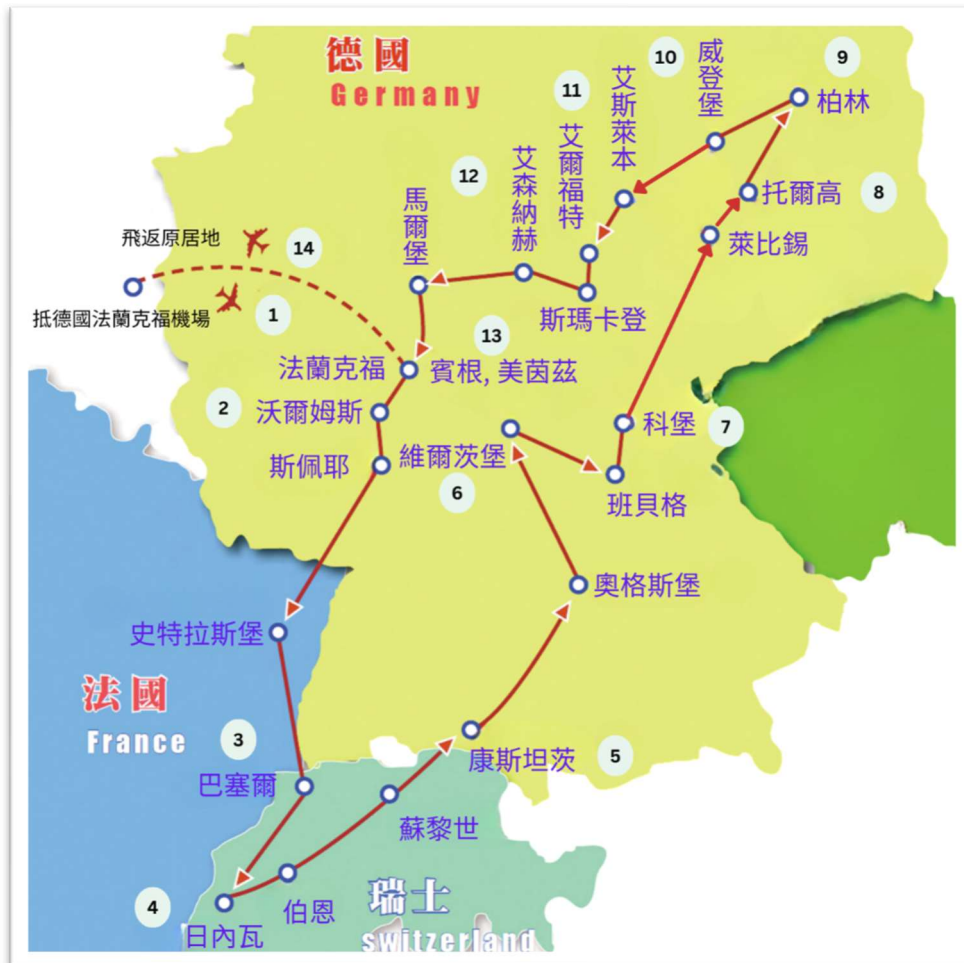 德國
Germany
10
威登堡
9
柏林
11
艾斯萊本
艾爾福特
12
艾森納赫
馬爾堡
托爾高
8
飛返原居地
14
萊比錫
抵德國法蘭克福機場
1
斯瑪卡登
13
法蘭克福
賓根, 美茵茲
2
沃爾姆斯
科堡
7
斯佩耶
維爾茨堡
6
班貝格
奧格斯堡
史特拉斯堡
法國
France
3
康斯坦茨
5
巴塞爾
蘇黎世
4
伯恩
瑞士
日內瓦
switzerland